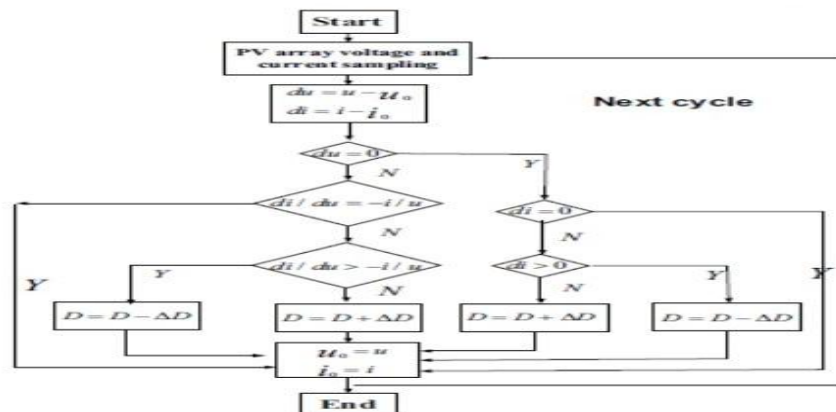 Start
PV array voltage and
current sampling
du = u − u₀
di = i − i₀
Next cycle
du = 0
N
Y
di / du = −i / u
di = 0
N
N
di / du > −i / u
di > 0
Y
Y
Y
N
N
Y
D = D − ΔD
D = D + ΔD
D = D + ΔD
D = D − ΔD
u₀ = u
i₀ = i
End